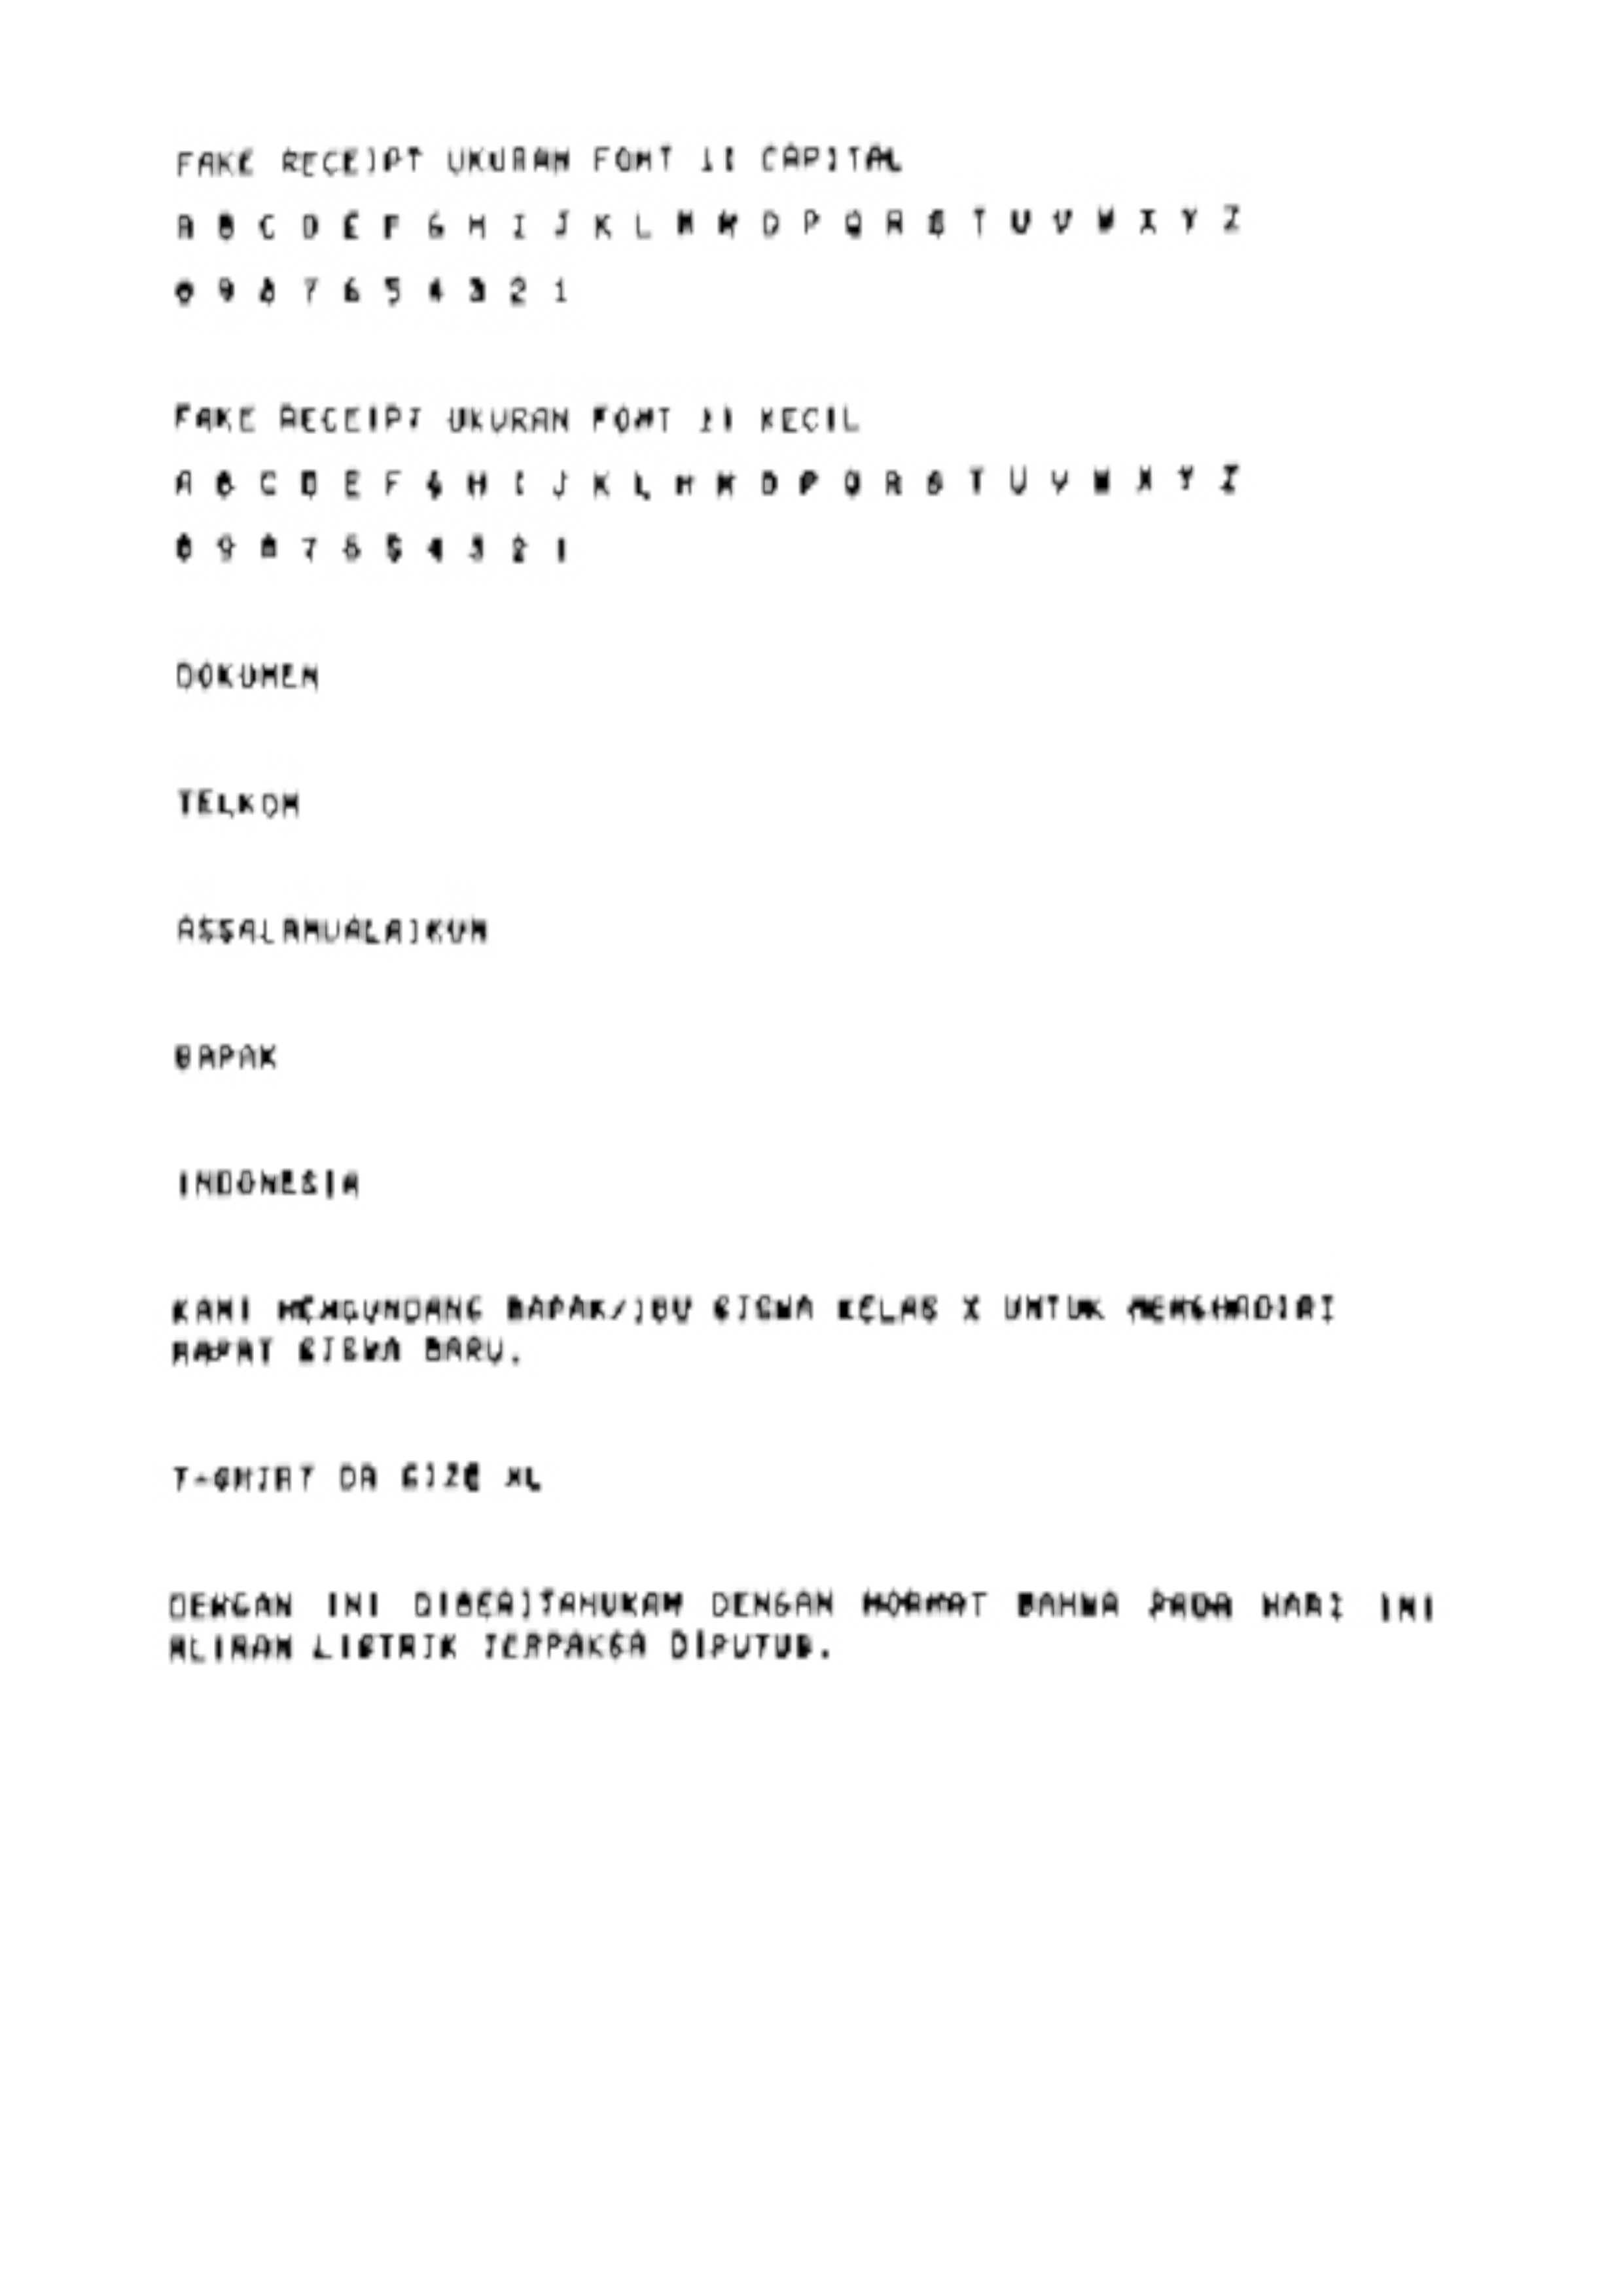 FAKE RECEIPT UKURAN FONT 11 CAPITAL
A B C D E F G H I J K L M N O P Q R S T U V W X Y Z
0 9 8 7 6 5 4 3 2 1
FAKE RECEIPT UKURAN FONT 11 KECIL
A B C D E F G H I J K L M N O P Q R S T U V W X Y Z
0 9 8 7 6 5 4 3 2 1
DOKUMEN
TELKOM
ASSALAMUALAIKUM
BAPAK
INDONESIA
KAMI MENGUNDANG BAPAK/IBU SISWA KELAS X UNTUK MENGHADIRI
RAPAT SISWA BARU.
T-SHIRT DA SIZE XL
DENGAN INI DIBERITAHUKAN DENGAN HORMAT BAHWA PADA HARI INI
ALIRAN LISTRIK TERPAKSA DIPUTUS.